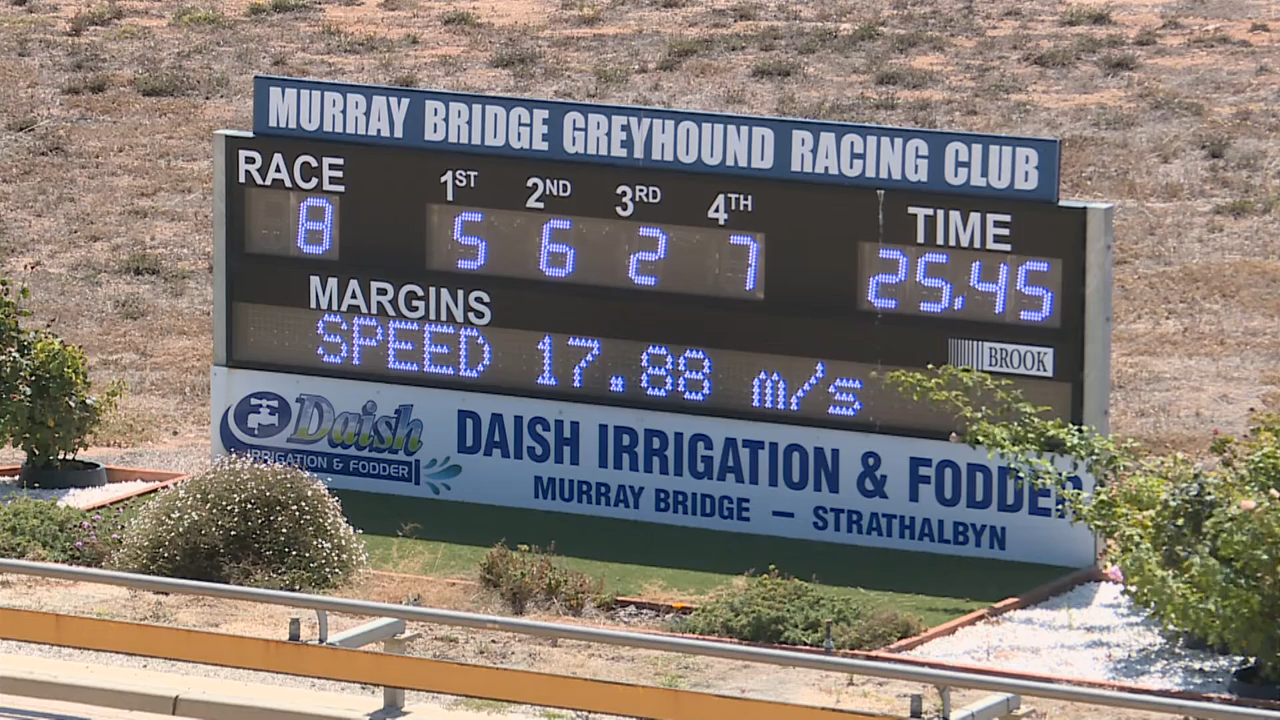 MURRAY BRIDGE GREYHOUND RACING CLUB
RACE 1ST 2ND 3RD 4TH TIME
8 5 6 2 7 25.45
MARGINS
SPEED 17.88 m/s
BROOK
Daish
IRRIGATION & FODDER
DAISH IRRIGATION & FODDER
MURRAY BRIDGE – STRATHALBYN